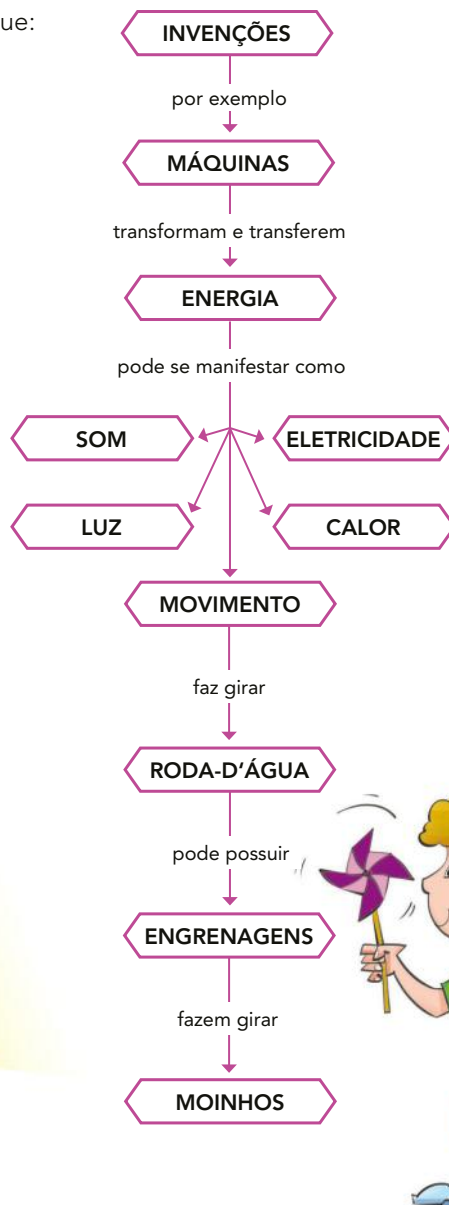 ue:
INVENÇÕES
por exemplo
MÁQUINAS
transformam e transferem
ENERGIA
pode se manifestar como
SOM
ELETRICIDADE
LUZ
CALOR
MOVIMENTO
faz girar
RODA-D’ÁGUA
pode possuir
ENGRENAGENS
fazem girar
MOINHOS